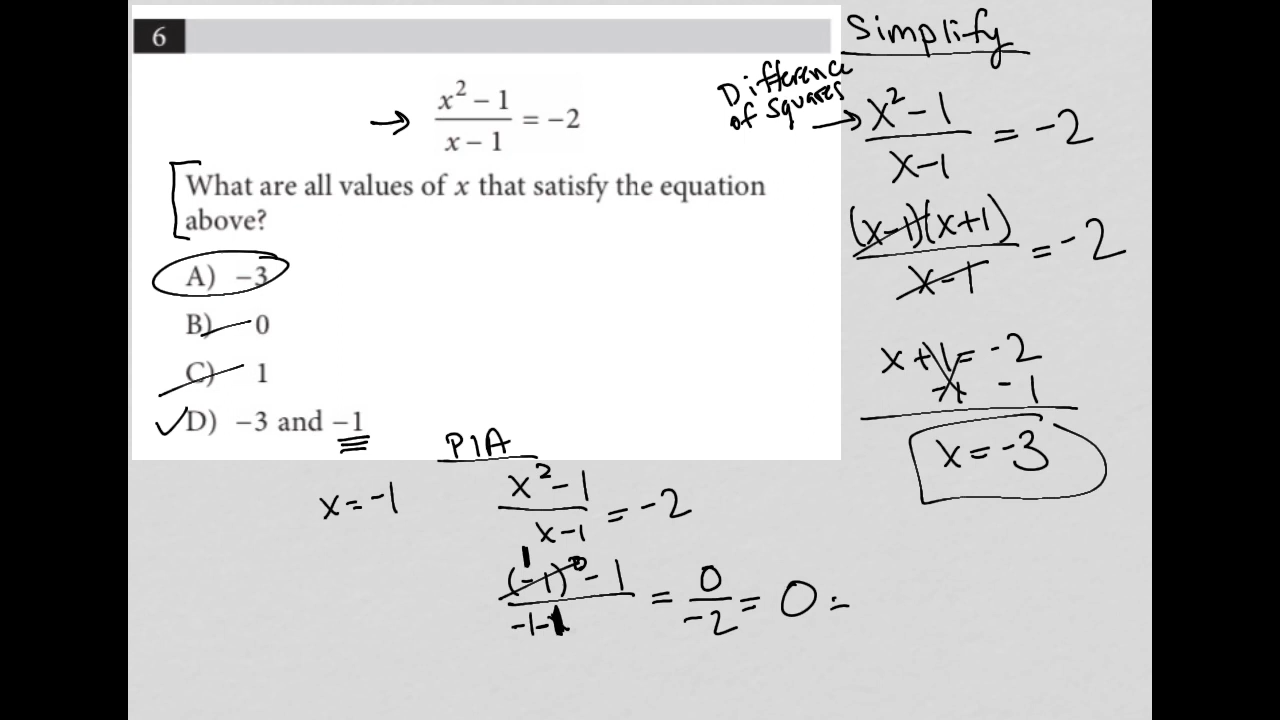 6
x² − 1
x − 1
= −2
What are all values of x that satisfy the equation
above?
A) −3
B) 0
C) 1
D) −3 and −1
Simplify
Difference
of Squares
x² − 1
x − 1
= −2
(x−1)(x+1)
x−1
= −2
x + 1 = −2
−1 −1
x = −3
PIA
x = −1
x² − 1
x − 1
= −2
1
(−1)² − 1
−1−1
= 0
−2
= 0 =